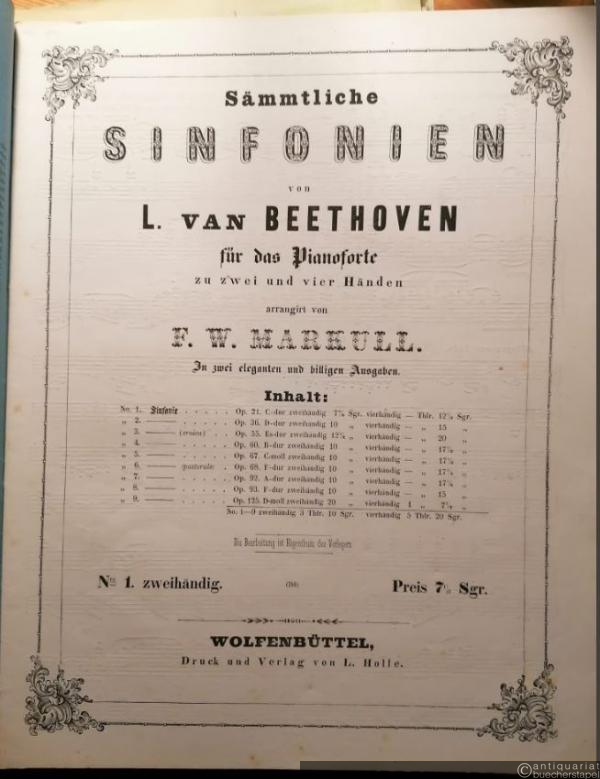 Sämmtliche
SINFONIEN
von
L. VAN BEETHOVEN
für das Pianoforte
zu zwei und vier Händen
arrangirt von
F. W. MARKULL.
In zwei eleganten und billigen Ausgaben.
Inhalt:
No. 1. Sinfonie . . . . . Op. 21. C-dur zweihändig 7½ Sgr. vierhändig — Thlr. 12½ Sgr.
„ 2. —— . . . . . Op. 36. D-dur zweihändig 10 „ vierhändig — „ 15 „
„ 3. —— (eroica) . . Op. 55. Es-dur zweihändig 12½ „ vierhändig — „ 20 „
„ 4. —— . . . . . Op. 60. B-dur zweihändig 10 „ vierhändig — „ 17½ „
„ 5. —— . . . . . Op. 67. C-moll zweihändig 10 „ vierhändig — „ 17½ „
„ 6. —— (pastorale) . Op. 68. F-dur zweihändig 10 „ vierhändig — „ 17½ „
„ 7. —— . . . . . Op. 92. A-dur zweihändig 10 „ vierhändig — „ 17½ „
„ 8. —— . . . . . Op. 93. F-dur zweihändig 10 „ vierhändig — „ 15 „
„ 9. —— . . . . . Op. 125. D-moll zweihändig 20 „ vierhändig 1 „ 7½ „
No. 1—9 zweihändig 3 Thlr. 10 Sgr. vierhändig 5 Thlr. 20 Sgr.
Die Bearbeitung ist Eigenthum des Verlegers
No. 1. zweihändig. Preis 7½ Sgr.
WOLFENBÜTTEL,
Druck und Verlag von L. Holle.
antiquariat
buecherstapel